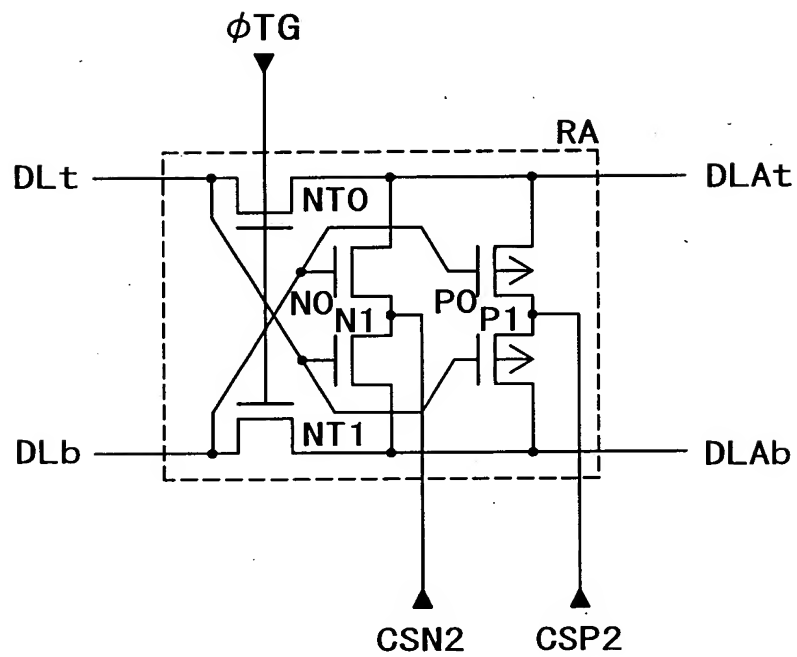 φTG
RA
DLt
DLAt
NT0
N0
P0
N1
P1
NT1
DLb
DLAb
CSN2
CSP2